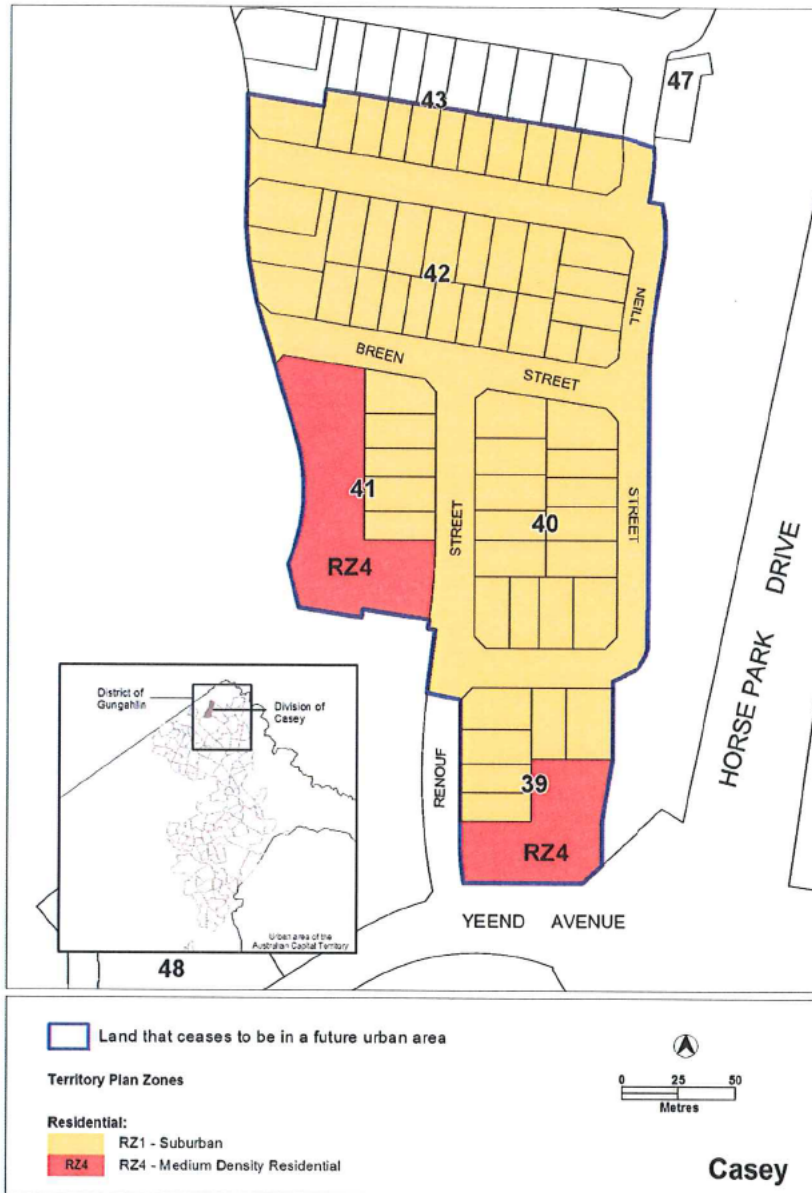 43
47
42
NEILL
BREEN
STREET
41
STREET
40
STREET
RZ4
HORSE PARK DRIVE
District of
Gungahlin
Division of
Casey
RENOUF
39
RZ4
YEEND AVENUE
Urban area of the
Australian Capital Territory
48
Land that ceases to be in a future urban area
Territory Plan Zones
0 25 50
Metres
Residential:
RZ1 - Suburban
RZ4 RZ4 - Medium Density Residential
Casey